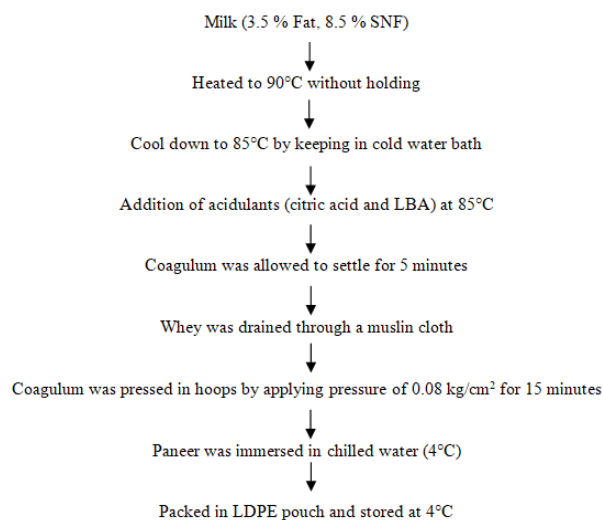 Milk (3.5 % Fat, 8.5 % SNF)
Heated to 90°C without holding
Cool down to 85°C by keeping in cold water bath
Addition of acidulants (citric acid and LBA) at 85°C
Coagulum was allowed to settle for 5 minutes
Whey was drained through a muslin cloth
Coagulum was pressed in hoops by applying pressure of 0.08 kg/cm² for 15 minutes
Paneer was immersed in chilled water (4°C)
Packed in LDPE pouch and stored at 4°C